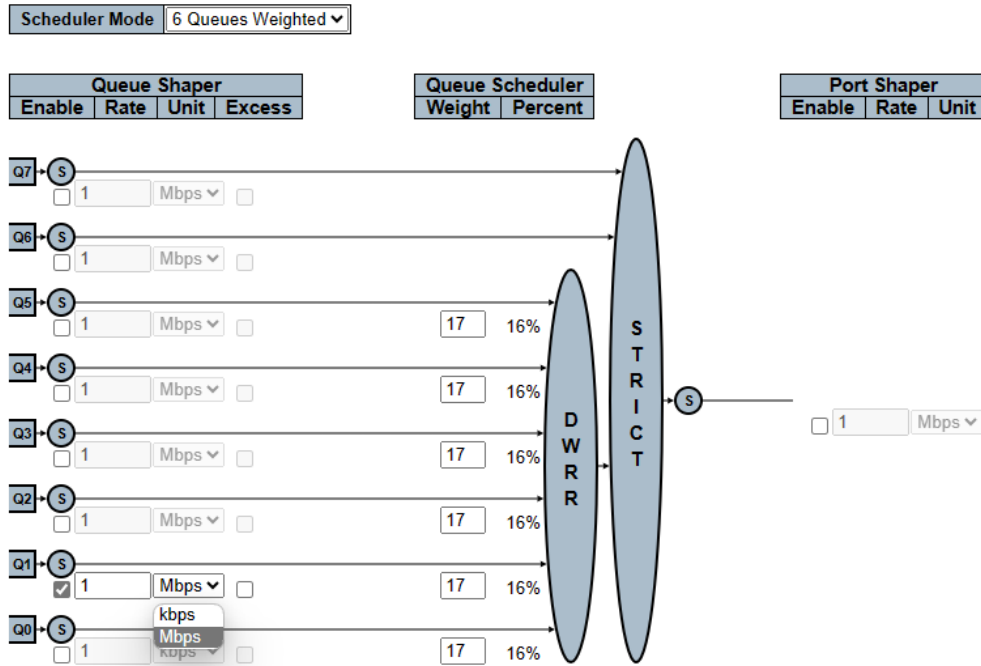 Scheduler Mode 6 Queues Weighted
Queue Shaper Queue Scheduler Port Shaper
Enable Rate Unit Excess Weight Percent Enable Rate Unit
Q7 S
1 Mbps
Q6 S
1 Mbps
Q5 S
1 Mbps 17 16%
Q4 S
1 Mbps 17 16%
Q3 S
1 Mbps 17 16%
Q2 S
1 Mbps 17 16%
Q1 S
1 Mbps 17 16%
kbps
Q0 S
Mbps
1 kbps 17 16%
DWRR
STRICT
S
1 Mbps